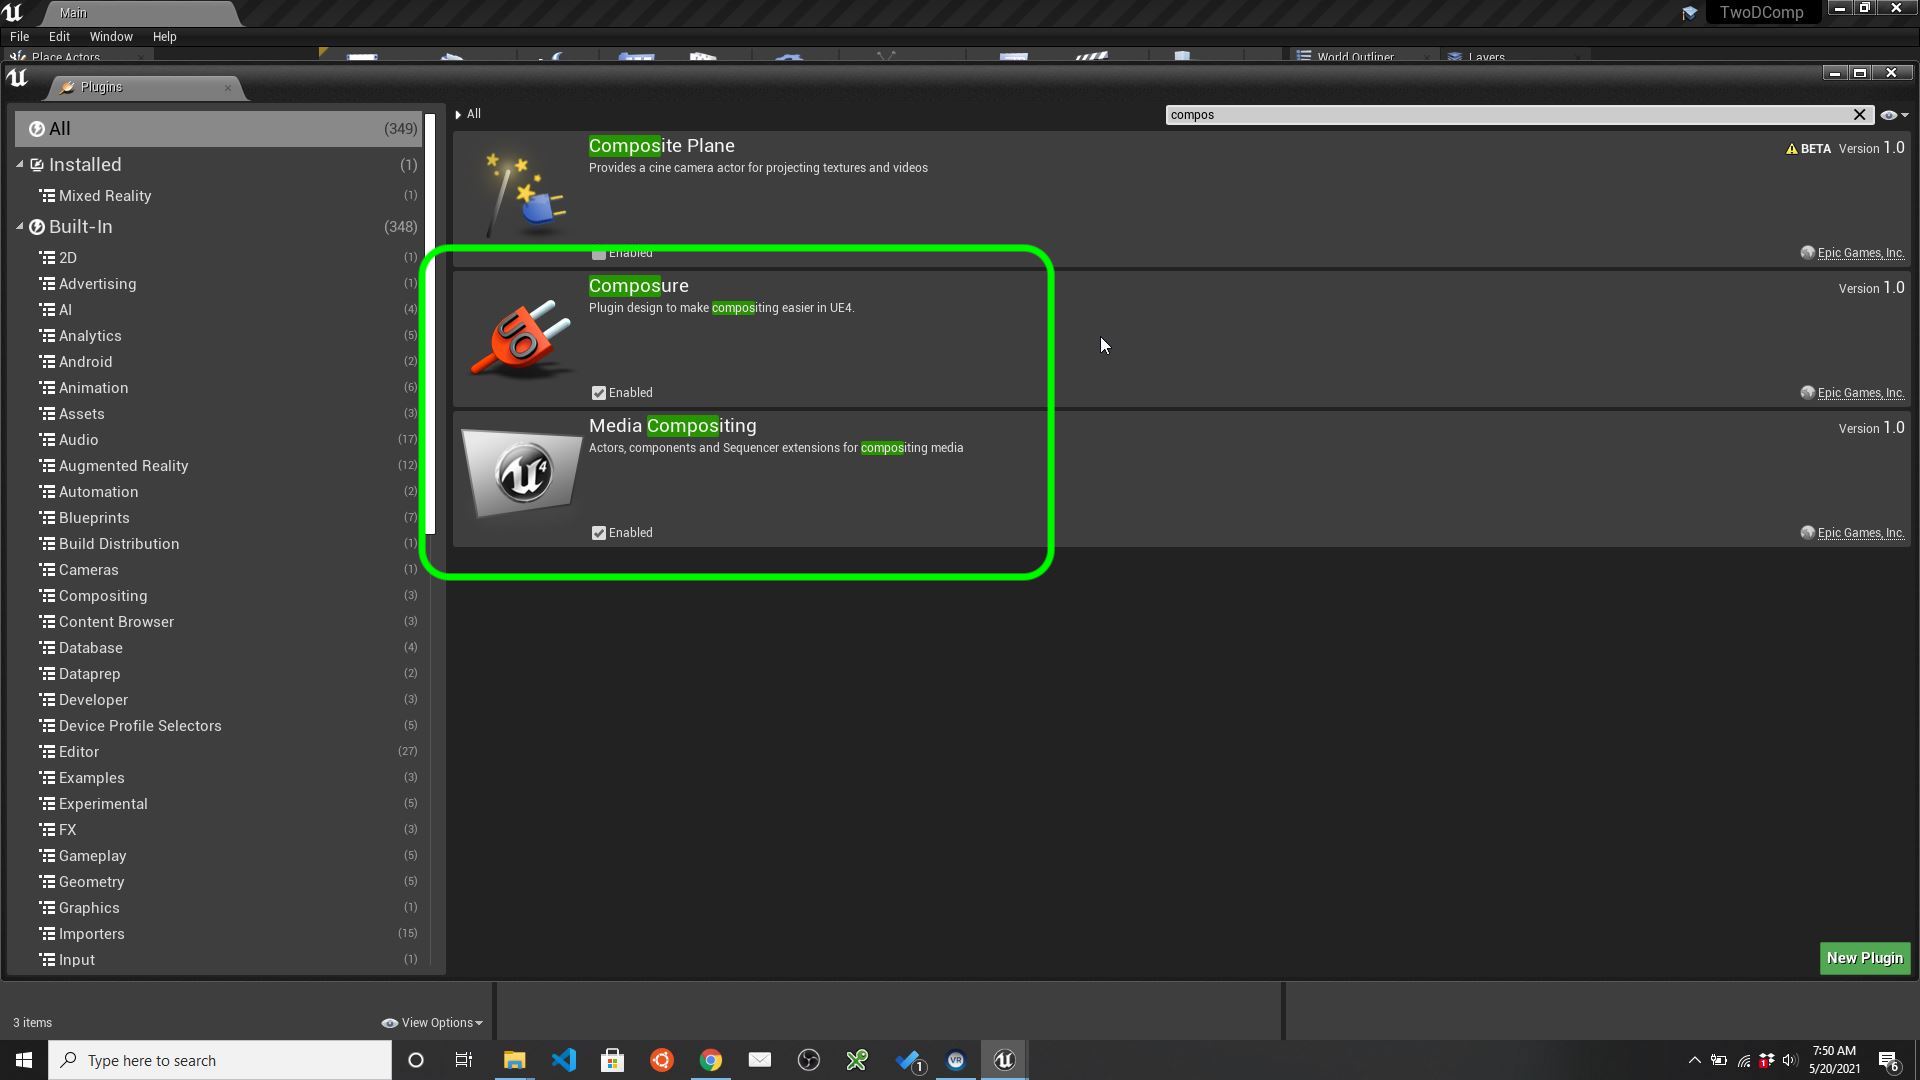 Main
TwoDComp
File Edit Window Help
Place Actors
World Outliner
Layers
Plugins
All (349)
Installed (1)
Mixed Reality (1)
Built-In (348)
2D (1)
Advertising (1)
AI (4)
Analytics (5)
Android (2)
Animation (6)
Assets (3)
Audio (17)
Augmented Reality (12)
Automation (2)
Blueprints (7)
Build Distribution (1)
Cameras (1)
Compositing (3)
Content Browser (3)
Database (4)
Dataprep (2)
Developer (3)
Device Profile Selectors (5)
Editor (27)
Examples (3)
Experimental (5)
FX (3)
Gameplay (5)
Geometry (5)
Graphics (1)
Importers (15)
Input (1)
All
compos
Composite Plane
BETA Version 1.0
Provides a cine camera actor for projecting textures and videos
Enabled
Epic Games, Inc.
Composure
Version 1.0
Plugin design to make compositing easier in UE4.
UO
Enabled
Epic Games, Inc.
Media Compositing
Version 1.0
Actors, components and Sequencer extensions for compositing media
4
Enabled
Epic Games, Inc.
New Plugin
3 items
View Options
Type here to search
1
VR
1
7:50 AM
5/20/2021
6